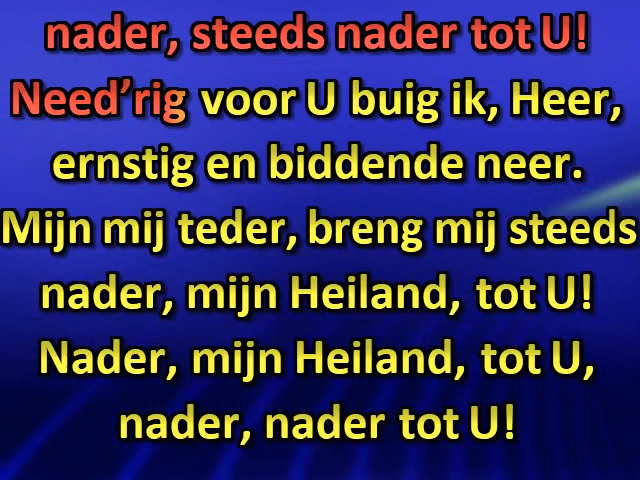 nader, steeds nader tot U!
Need’rig voor U buig ik, Heer,
ernstig en biddende neer.
Mijn mij teder, breng mij steeds
nader, mijn Heiland, tot U!
Nader, mijn Heiland, tot U,
nader, nader tot U!